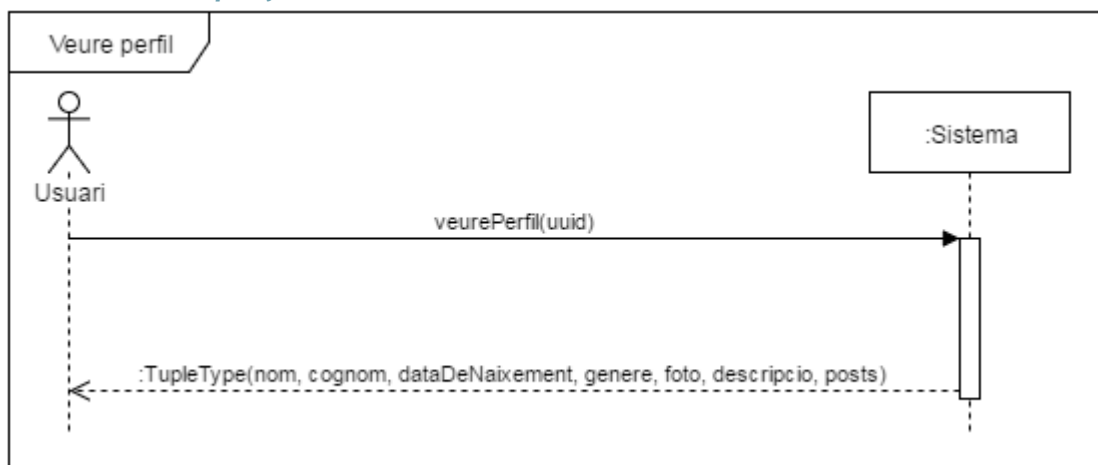 Veure perfil
:Sistema
Usuari
veurePerfil(uuid)
:TupleType(nom, cognom, dataDeNaixement, genere, foto, descripcio, posts)